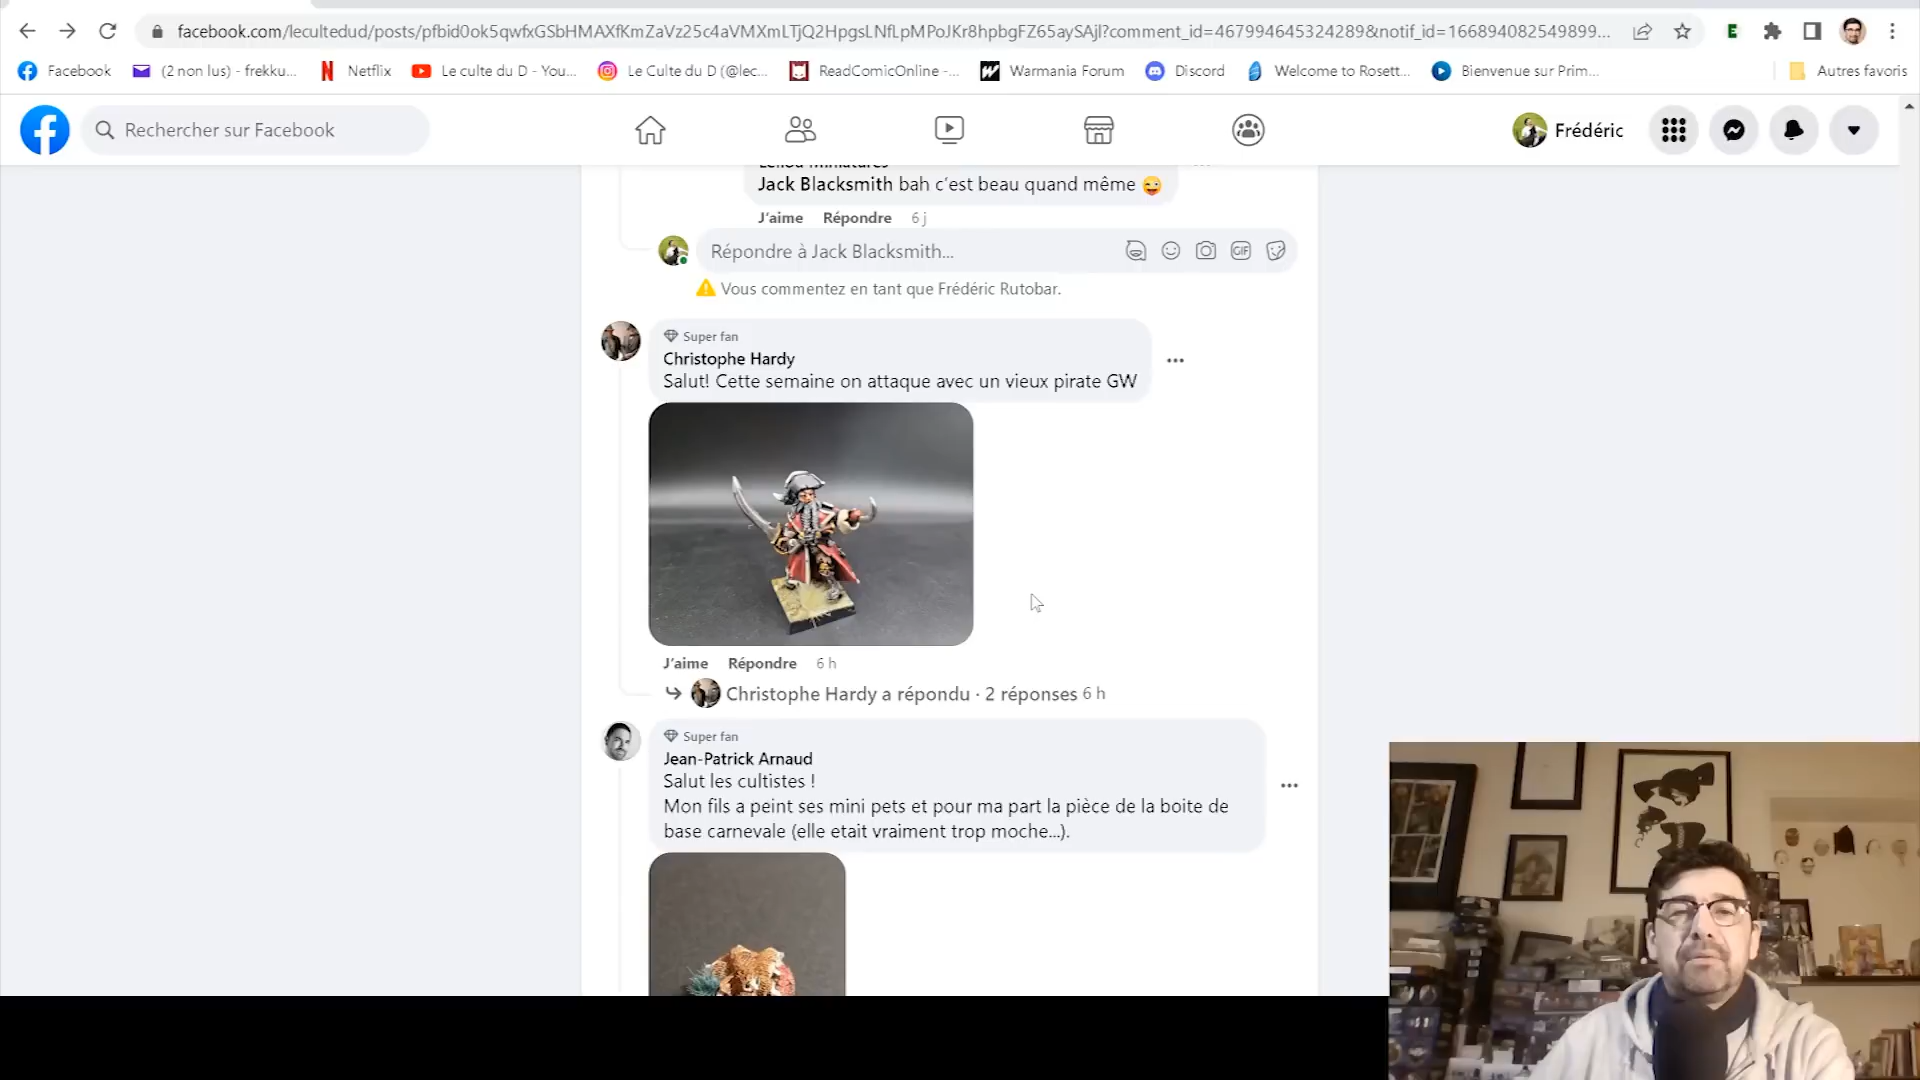 facebook.com/lecultedud/posts/pfbid0ok5qwfxGSbHMAXfKmZaVz25c4aVMXmLTjQ2HpgsLNfLpMPoJKr8hpbgFZ65aySAjl?comment_id=467994645324289&notif_id=166894082549899...
Facebook
(2 non lus) - frekku...
Netflix
Le culte du D - You...
Le Culte du D (@lec...
ReadComicOnline -...
Warmania Forum
Discord
Welcome to Rosett...
Bienvenue sur Prim...
Autres favoris
Rechercher sur Facebook
Frédéric
Jack Blacksmith bah c'est beau quand même
J'aime Répondre 6 j
Répondre à Jack Blacksmith...
GIF
Vous commentez en tant que Frédéric Rutobar.
Super fan
Christophe Hardy
Salut! Cette semaine on attaque avec un vieux pirate GW
J'aime Répondre 6 h
Christophe Hardy a répondu · 2 réponses 6 h
Super fan
Jean-Patrick Arnaud
Salut les cultistes !
Mon fils a peint ses mini pets et pour ma part la pièce de la boite de
base carnevale (elle etait vraiment trop moche...).